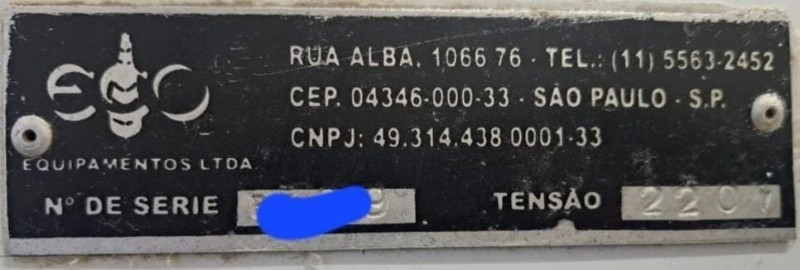 EGO
EQUIPAMENTOS LTDA.
RUA ALBA, 1066 76 - TEL.: (11) 5563-2452
CEP. 04346-000-33 - SÃO PAULO - S.P.
CNPJ: 49.314.438 0001-33
Nº DE SERIE
TENSÃO 220